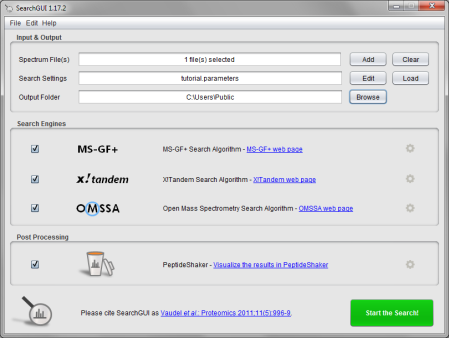 SearchGUI 1.17.2
File Edit Help
Input & Output
Spectrum File(s) 1 file(s) selected Add Clear
Search Settings tutorial.parameters Edit Load
Output Folder C:\Users\Public Browse
Search Engines
MS-GF+ MS-GF+ Search Algorithm - MS-GF+ web page
X!tandem X!Tandem Search Algorithm - X!Tandem web page
OMSSA Open Mass Spectrometry Search Algorithm - OMSSA web page
Post Processing
PeptideShaker - Visualize the results in PeptideShaker
Please cite SearchGUI as Vaudel et al.: Proteomics 2011;11(5):996-9. Start the Search!